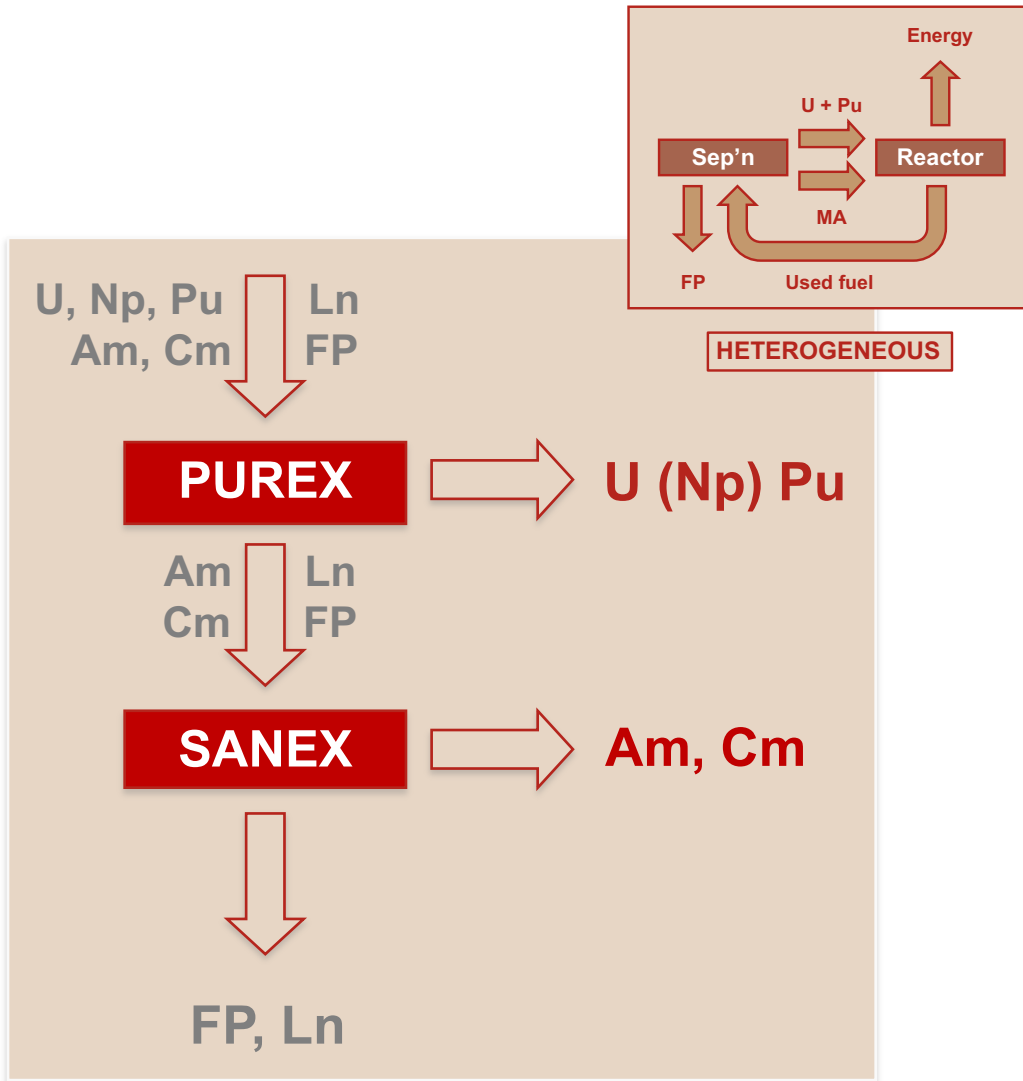 Energy
U + Pu
Sep’n
Reactor
MA
FP
Used fuel
HETEROGENEOUS
U, Np, Pu
Am, Cm
Ln
FP
PUREX
U (Np) Pu
Am
Cm
Ln
FP
SANEX
Am, Cm
FP, Ln